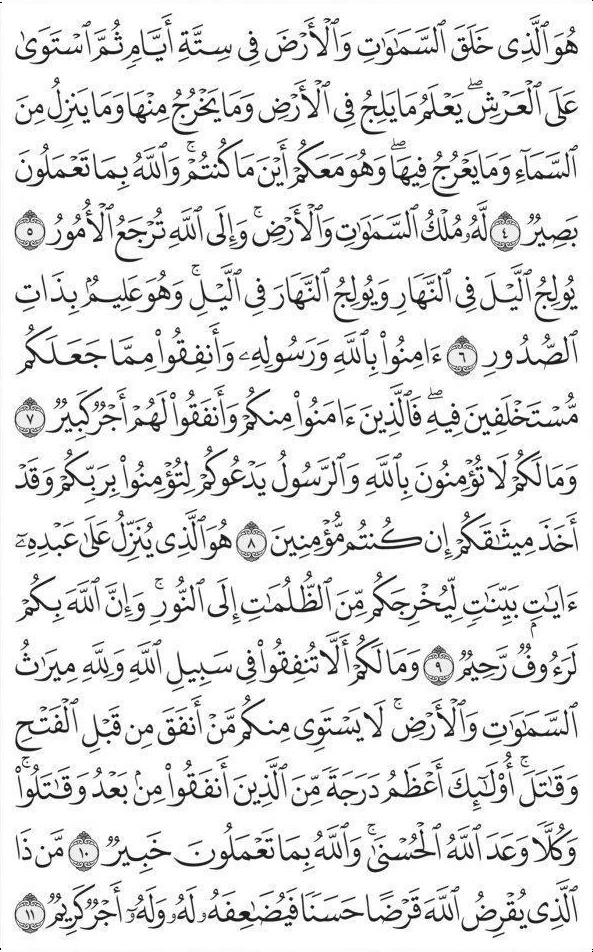 هُوَ ٱلَّذِى خَلَقَ ٱلسَّمَٰوَٰتِ وَٱلْأَرْضَ فِى سِتَّةِ أَيَّامٍ ثُمَّ ٱسْتَوَىٰ
عَلَى ٱلْعَرْشِ ۖ يَعْلَمُ مَا يَلِجُ فِى ٱلْأَرْضِ وَمَا يَخْرُجُ مِنْهَا وَمَا يَنزِلُ مِنَ
ٱلسَّمَآءِ وَمَا يَعْرُجُ فِيهَا ۖ وَهُوَ مَعَكُمْ أَيْنَ مَا كُنتُمْ ۚ وَٱللَّهُ بِمَا تَعْمَلُونَ
بَصِيرٌ ٤ لَّهُۥ مُلْكُ ٱلسَّمَٰوَٰتِ وَٱلْأَرْضِ ۚ وَإِلَى ٱللَّهِ تُرْجَعُ ٱلْأُمُورُ ٥
يُولِجُ ٱلَّيْلَ فِى ٱلنَّهَارِ وَيُولِجُ ٱلنَّهَارَ فِى ٱلَّيْلِ ۚ وَهُوَ عَلِيمٌۢ بِذَاتِ
ٱلصُّدُورِ ٦ ءَامِنُوا۟ بِٱللَّهِ وَرَسُولِهِۦ وَأَنفِقُوا۟ مِمَّا جَعَلَكُم
مُّسْتَخْلَفِينَ فِيهِ ۖ فَٱلَّذِينَ ءَامَنُوا۟ مِنكُمْ وَأَنفَقُوا۟ لَهُمْ أَجْرٌ كَبِيرٌ ٧
وَمَا لَكُمْ لَا تُؤْمِنُونَ بِٱللَّهِ وَٱلرَّسُولُ يَدْعُوكُمْ لِتُؤْمِنُوا۟ بِرَبِّكُمْ وَقَدْ
أَخَذَ مِيثَٰقَكُمْ إِن كُنتُم مُّؤْمِنِينَ ٨ هُوَ ٱلَّذِى يُنَزِّلُ عَلَىٰ عَبْدِهِۦٓ
ءَايَٰتٍۭ بَيِّنَٰتٍ لِّيُخْرِجَكُم مِّنَ ٱلظُّلُمَٰتِ إِلَى ٱلنُّورِ ۚ وَإِنَّ ٱللَّهَ بِكُمْ
لَرَءُوفٌ رَّحِيمٌ ٩ وَمَا لَكُمْ أَلَّا تُنفِقُوا۟ فِى سَبِيلِ ٱللَّهِ وَلِلَّهِ مِيرَٰثُ
ٱلسَّمَٰوَٰتِ وَٱلْأَرْضِ ۚ لَا يَسْتَوِى مِنكُم مَّنْ أَنفَقَ مِن قَبْلِ ٱلْفَتْحِ
وَقَٰتَلَ ۚ أُو۟لَٰٓئِكَ أَعْظَمُ دَرَجَةً مِّنَ ٱلَّذِينَ أَنفَقُوا۟ مِنۢ بَعْدُ وَقَٰتَلُوا۟ ۚ
وَكُلًّا وَعَدَ ٱللَّهُ ٱلْحُسْنَىٰ ۚ وَٱللَّهُ بِمَا تَعْمَلُونَ خَبِيرٌ ١٠ مَّن ذَا
ٱلَّذِى يُقْرِضُ ٱللَّهَ قَرْضًا حَسَنًا فَيُضَٰعِفَهُۥ لَهُۥ وَلَهُۥٓ أَجْرٌ كَرِيمٌ ١١